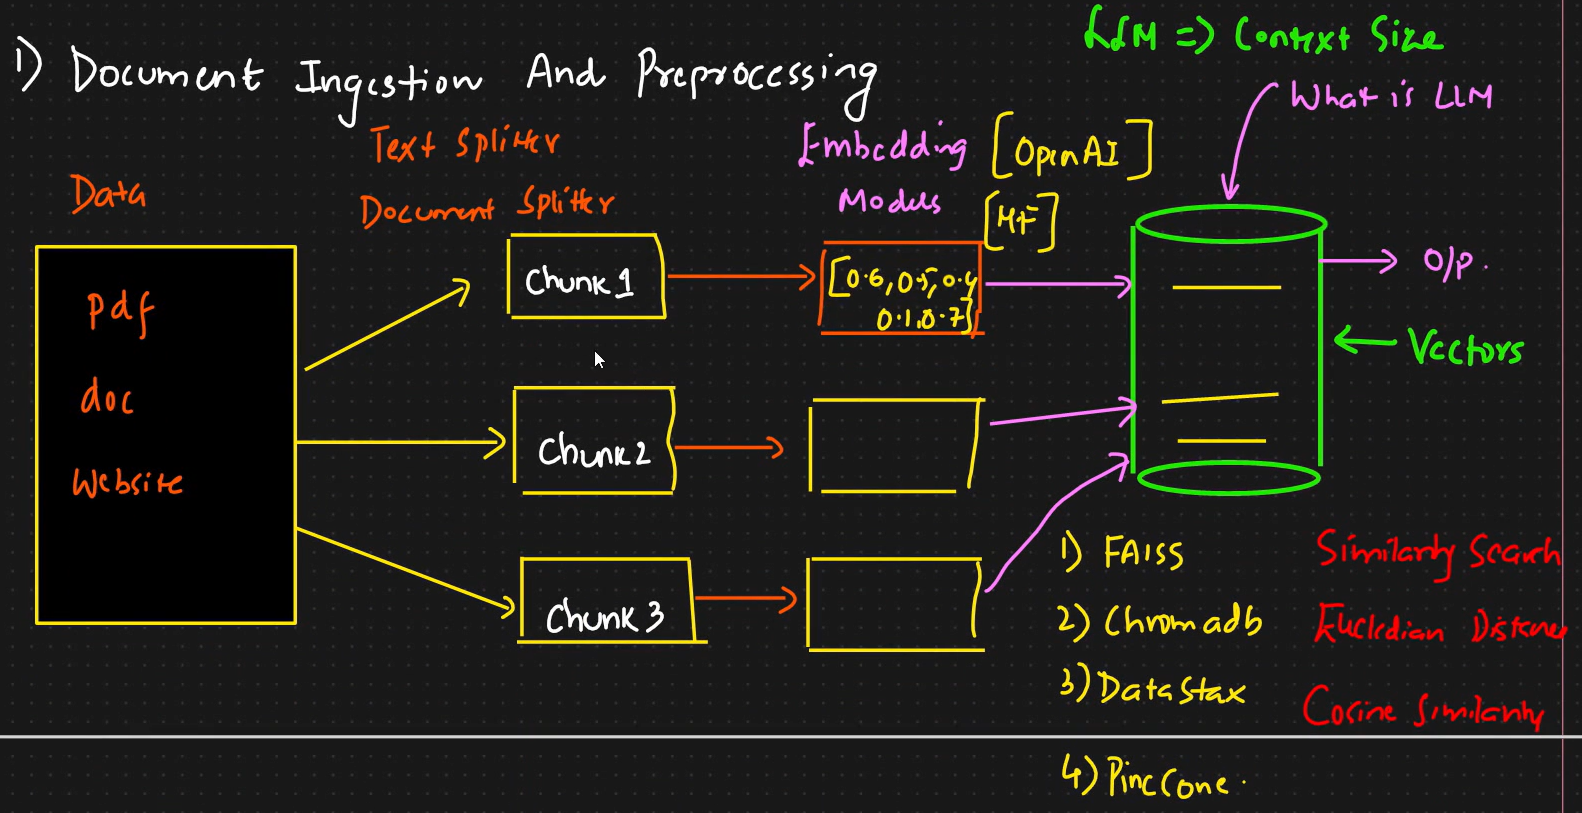 1) Document Ingestion And Preprocessing
LLM => Context Size
What is LLM
Text Splitter
Document Splitter
Embedding
Models
[OpenAI]
[HF]
Data
pdf
doc
Website
Chunk 1
[0.6, 0.5, 0.4
0.1, 0.7]
O/P.
Vectors
Chunk 2
Chunk 3
1) FAISS
2) Chromadb
3) DataStax
4) PineCone.
Similarity Search
Cosine Similarity